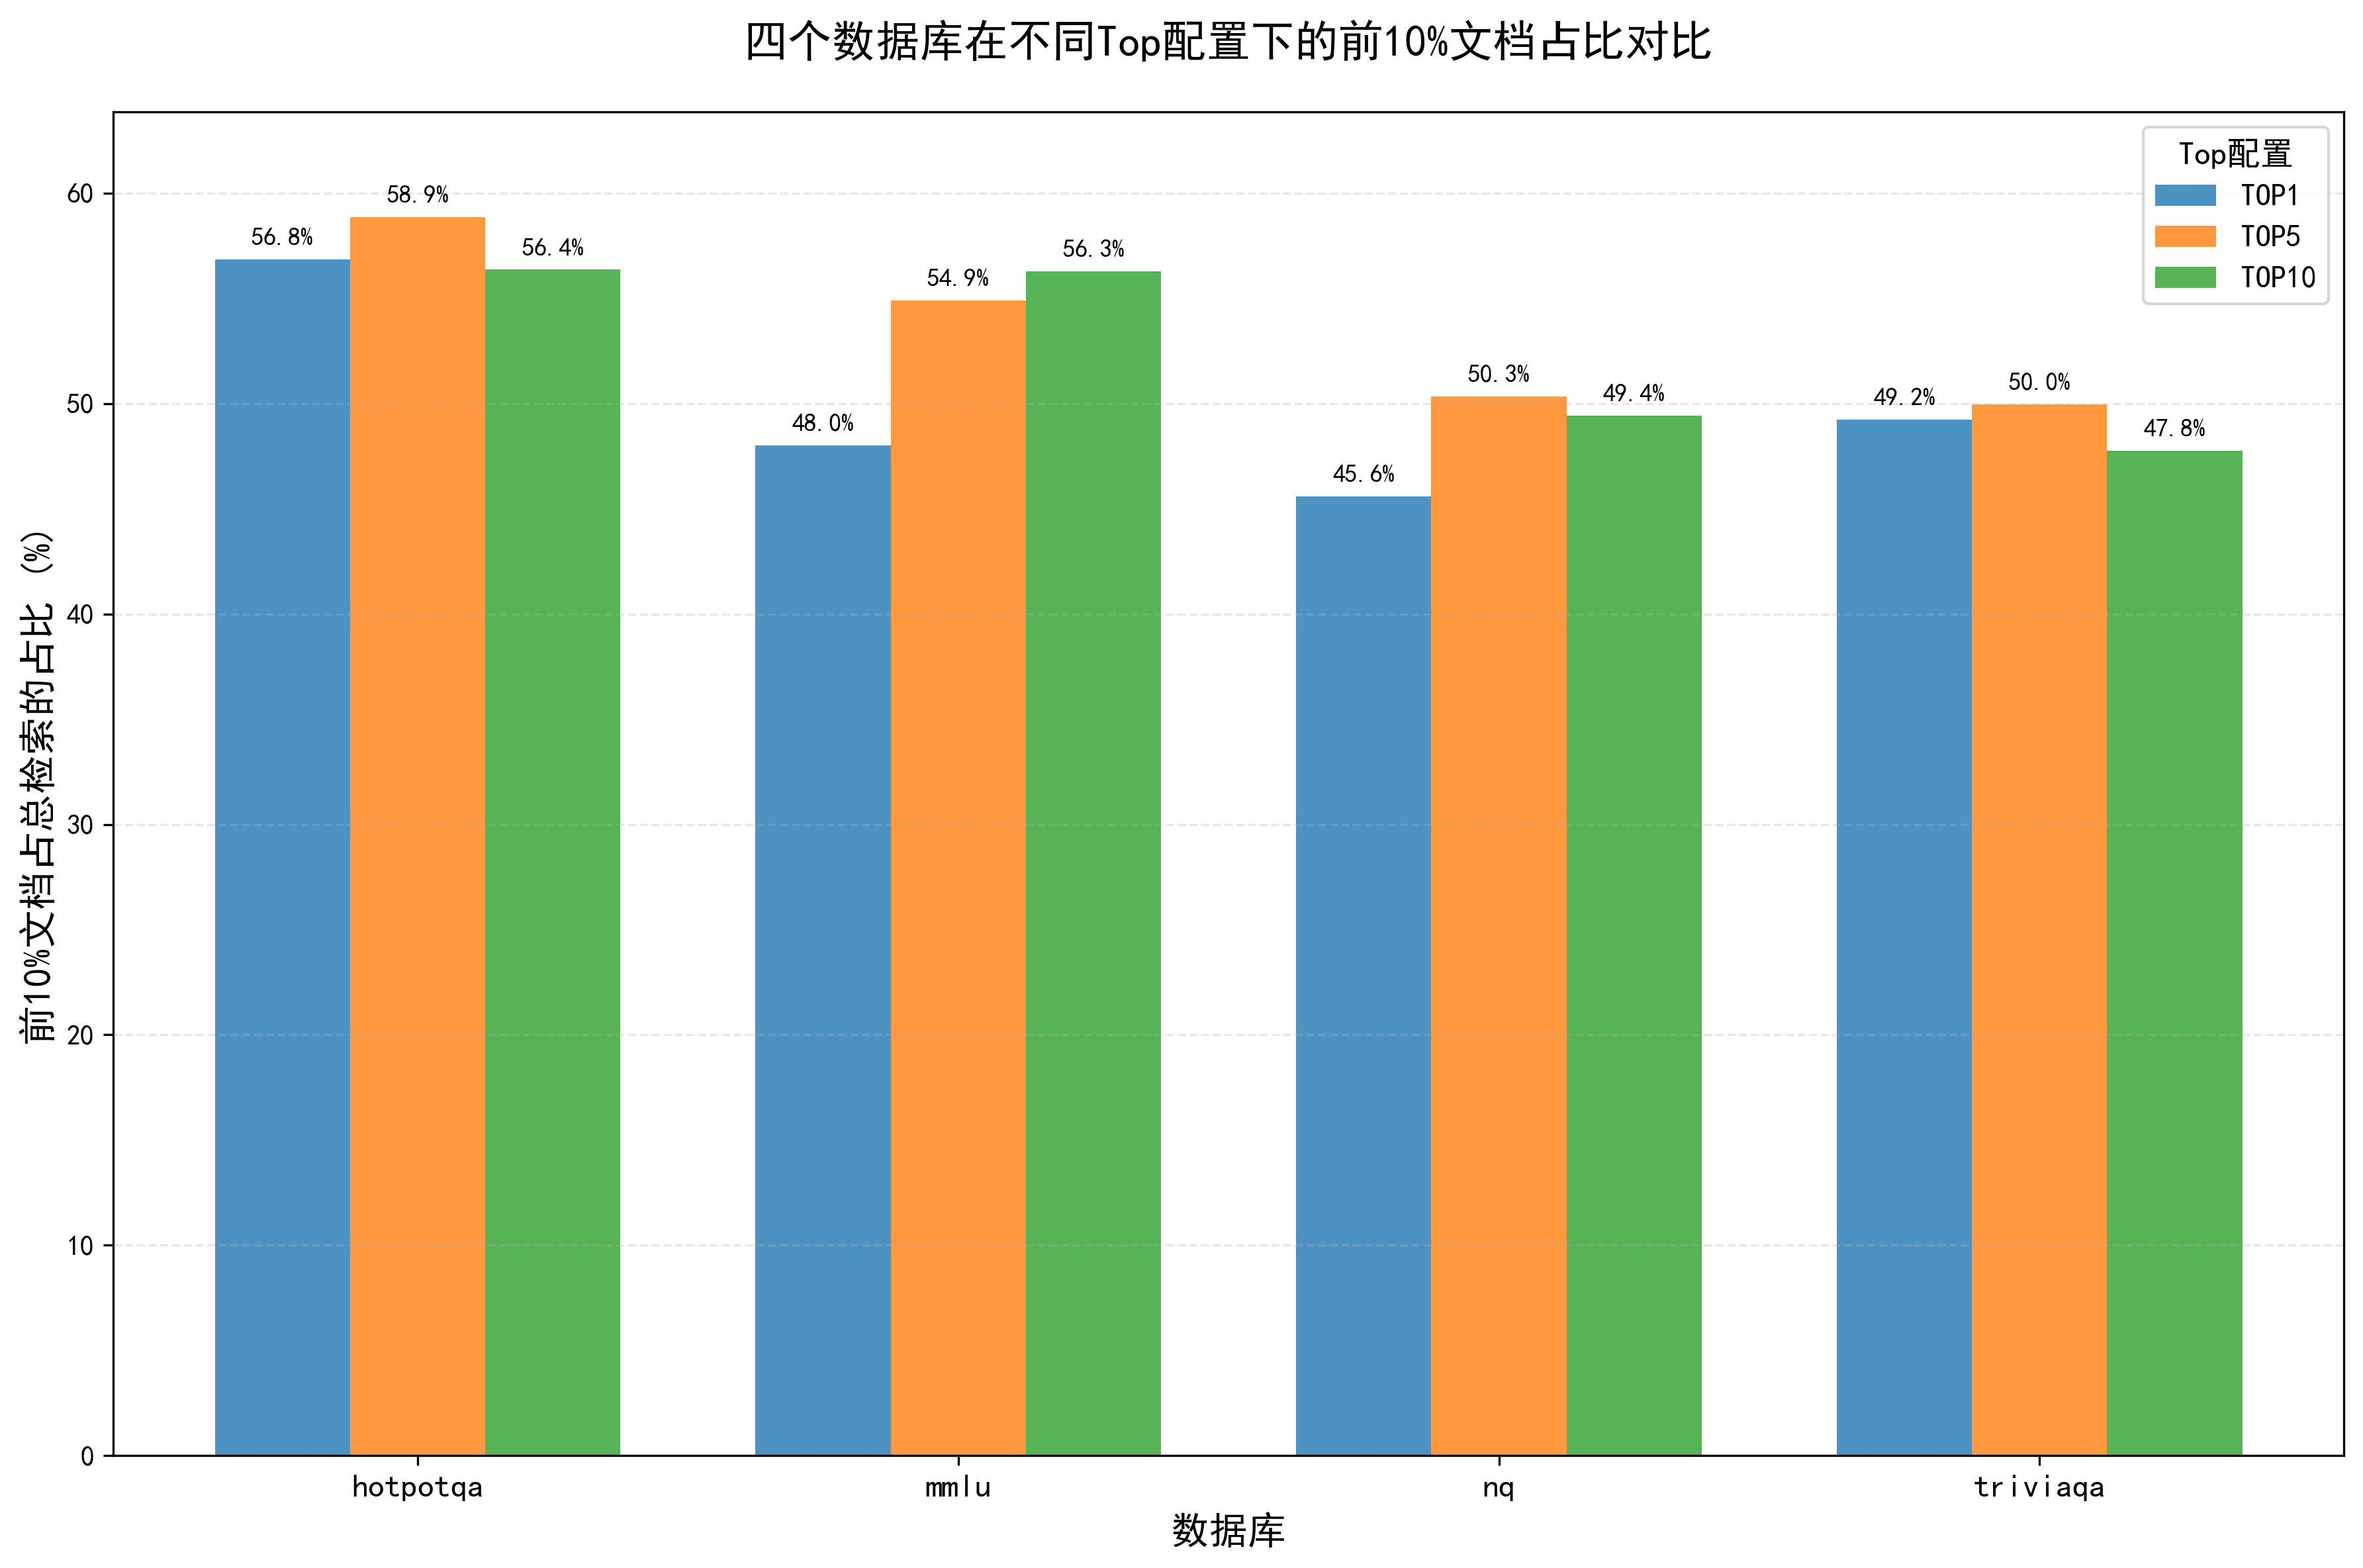 四个数据库在不同Top配置下的前10%文档占比对比
前10%文档占总检索的占比 (%)
60
50
40
30
20
10
0
Top配置
TOP1
TOP5
TOP10
56.8%
58.9%
56.4%
48.0%
54.9%
56.3%
45.6%
50.3%
49.4%
49.2%
50.0%
47.8%
hotpotqa
mmlu
nq
triviaqa
数据库